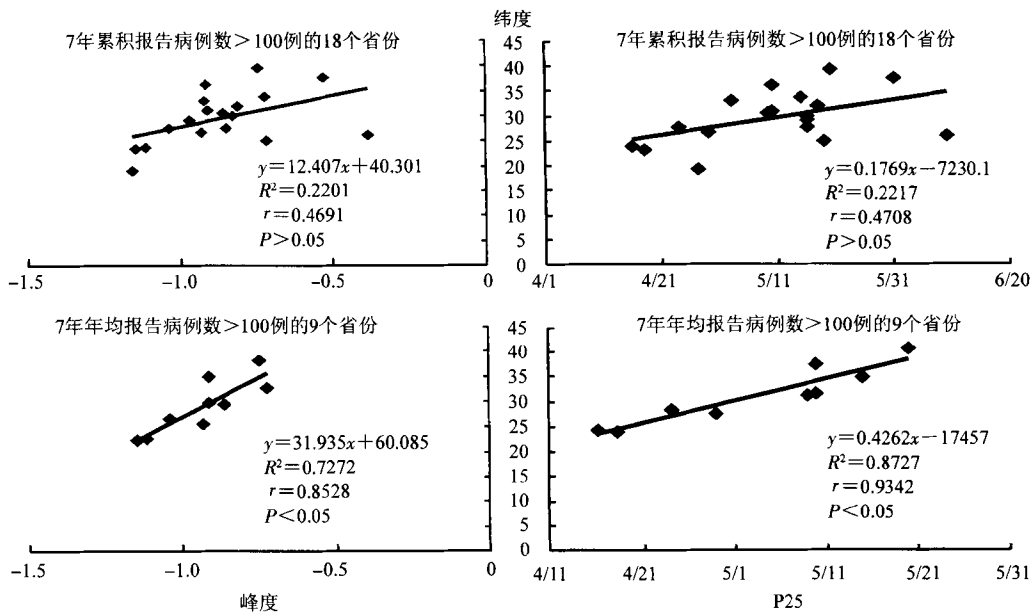 纬度
7年累积报告病例数>100例的18个省份
45
40
35
30
25
20
15
10
5
0
y=12.407x+40.301
R²=0.2201
r=0.4691
P>0.05
-1.5 -1.0 -0.5 0
7年累积报告病例数>100例的18个省份
y=0.1769x-7230.1
R²=0.2217
r=0.4708
P>0.05
4/1 4/21 5/11 5/31 6/20
7年年均报告病例数>100例的9个省份
45
40
35
30
25
20
15
10
5
0
y=31.935x+60.085
R²=0.7272
r=0.8528
P<0.05
-1.5 -1.0 -0.5 0
峰度
7年年均报告病例数>100例的9个省份
y=0.4262x-17457
R²=0.8727
r=0.9342
P<0.05
4/11 4/21 5/1 5/11 5/21 5/31
P25